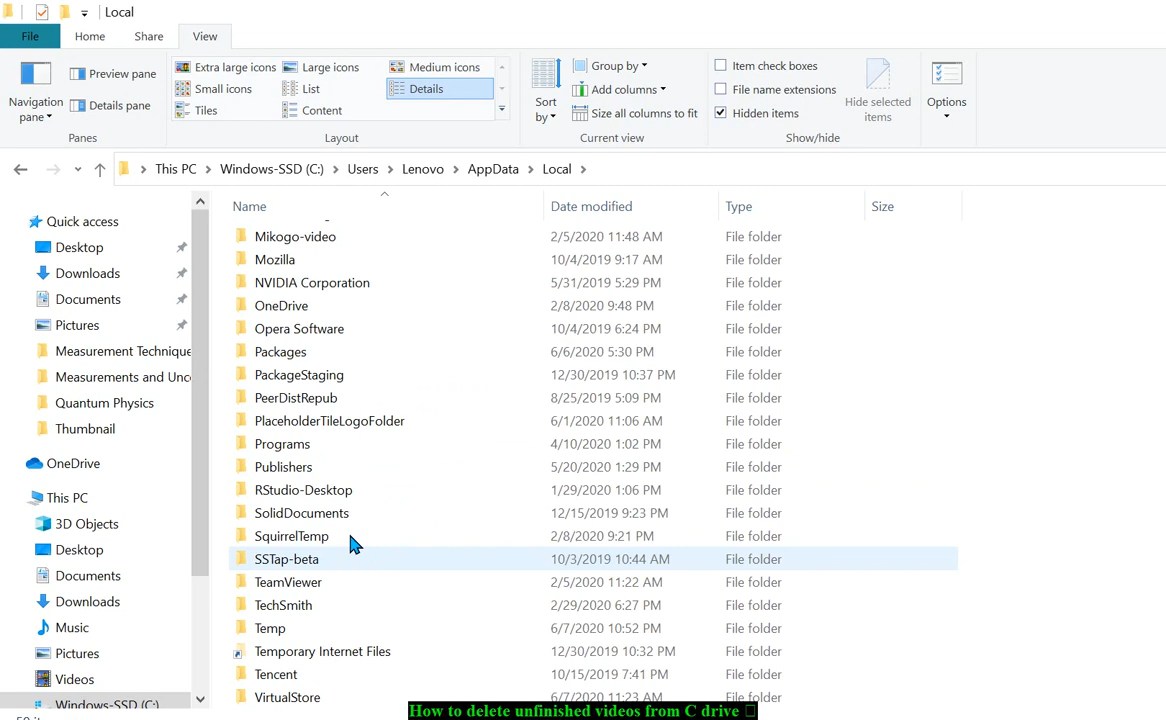 Local
File Home Share View
Navigation pane
Preview pane
Details pane
Panes
Extra large icons Large icons Medium icons
Small icons List Details
Tiles Content
Layout
Sort by
Group by
Add columns
Size all columns to fit
Current view
Item check boxes
File name extensions
Hidden items
Hide selected items
Show/hide
Options
This PC > Windows-SSD (C:) > Users > Lenovo > AppData > Local >
Quick access
Desktop
Downloads
Documents
Pictures
Measurement Technique
Measurements and Unc
Quantum Physics
Thumbnail
OneDrive
This PC
3D Objects
Desktop
Documents
Downloads
Music
Pictures
Videos
Windows-SSD (C:)
Name Date modified Type Size
Mikogo-video 2/5/2020 11:48 AM File folder
Mozilla 10/4/2019 9:17 AM File folder
NVIDIA Corporation 5/31/2019 5:29 PM File folder
OneDrive 2/8/2020 9:48 PM File folder
Opera Software 10/4/2019 6:24 PM File folder
Packages 6/6/2020 5:30 PM File folder
PackageStaging 12/30/2019 10:37 PM File folder
PeerDistRepub 8/25/2019 5:09 PM File folder
PlaceholderTileLogoFolder 6/1/2020 11:06 AM File folder
Programs 4/10/2020 1:02 PM File folder
Publishers 5/20/2020 1:29 PM File folder
RStudio-Desktop 1/29/2020 1:06 PM File folder
SolidDocuments 12/15/2019 9:23 PM File folder
SquirrelTemp 2/8/2020 9:21 PM File folder
SSTap-beta 10/3/2019 10:44 AM File folder
TeamViewer 2/5/2020 11:22 AM File folder
TechSmith 2/29/2020 6:27 PM File folder
Temp 6/7/2020 10:52 PM File folder
Temporary Internet Files 12/30/2019 10:32 PM File folder
Tencent 10/15/2019 7:41 PM File folder
VirtualStore 6/7/2020 11:23 AM File folder
How to delete unfinished videos from C drive